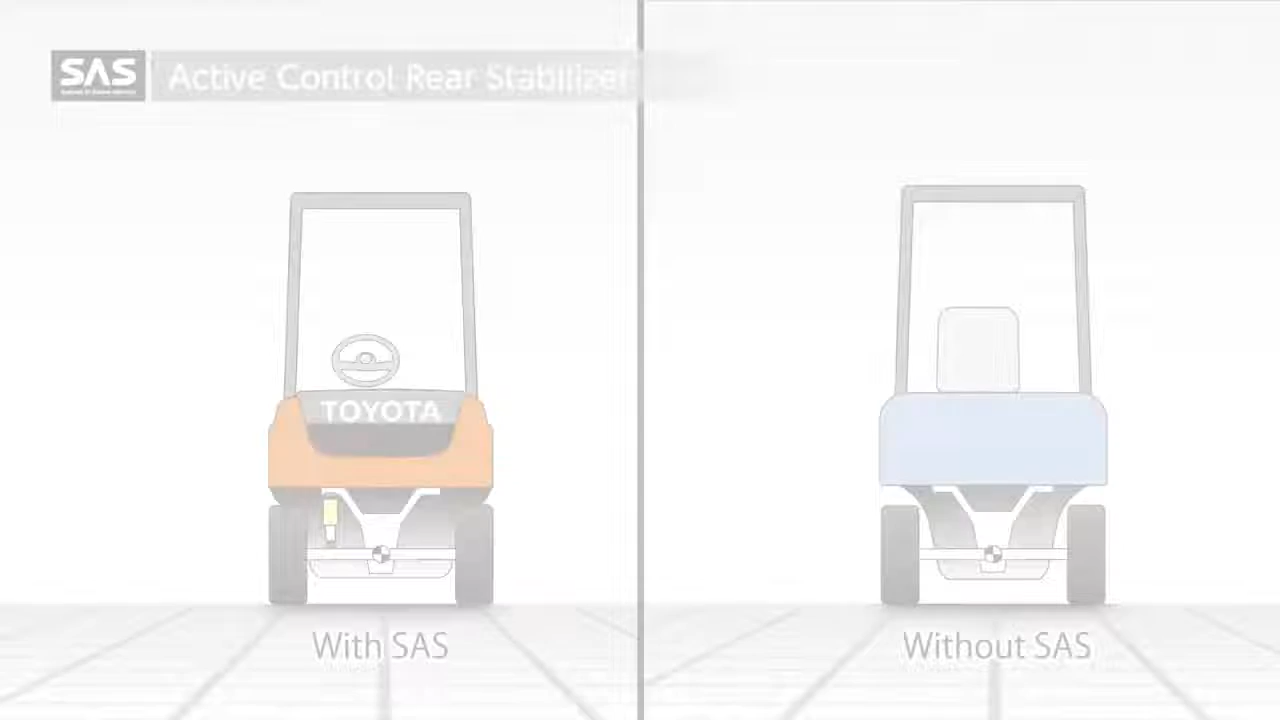 SAS
Active Control Rear Stabilizer
TOYOTA
With SAS
Without SAS